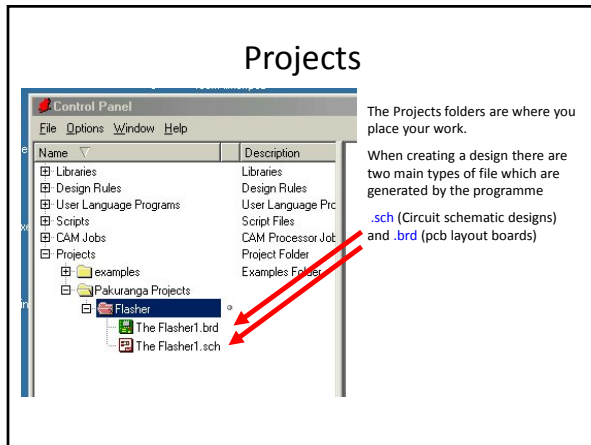 Projects
Control Panel
File Options Window Help
Name Description
Libraries Libraries
Design Rules Design Rules
User Language Programs User Language Pro
Scripts Script Files
CAM Jobs CAM Processor Job
Projects Project Folder
examples Examples Folder
Pakuranga Projects
Flasher
The Flasher1.brd
The Flasher1.sch
The Projects folders are where you
place your work.
When creating a design there are
two main types of file which are
generated by the programme
.sch (Circuit schematic designs)
and .brd (pcb layout boards)